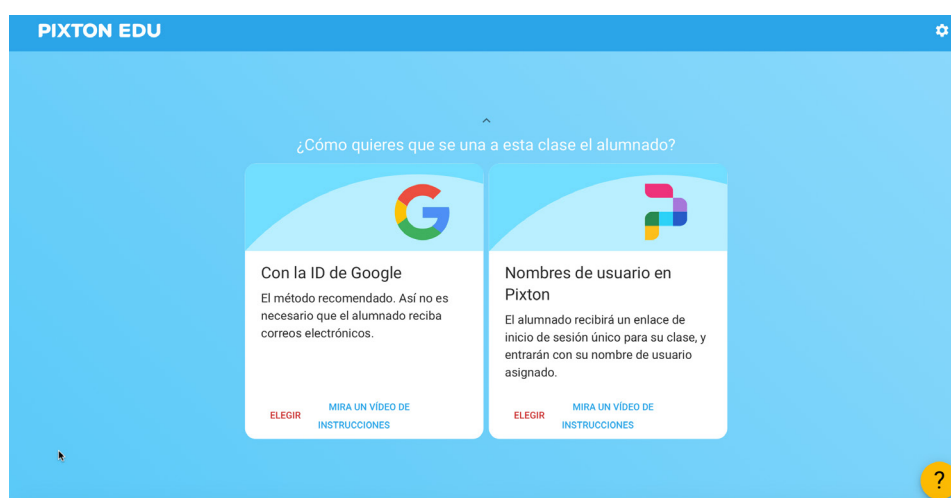 PIXTON EDU
¿Cómo quieres que se una a esta clase el alumnado?
Con la ID de Google
El método recomendado. Así no es
necesario que el alumnado reciba
correos electrónicos.
ELEGIR
MIRA UN VÍDEO DE
INSTRUCCIONES
Nombres de usuario en
Pixton
El alumnado recibirá un enlace de
inicio de sesión único para su clase, y
entrarán con su nombre de usuario
asignado.
ELEGIR
MIRA UN VÍDEO DE
INSTRUCCIONES
?